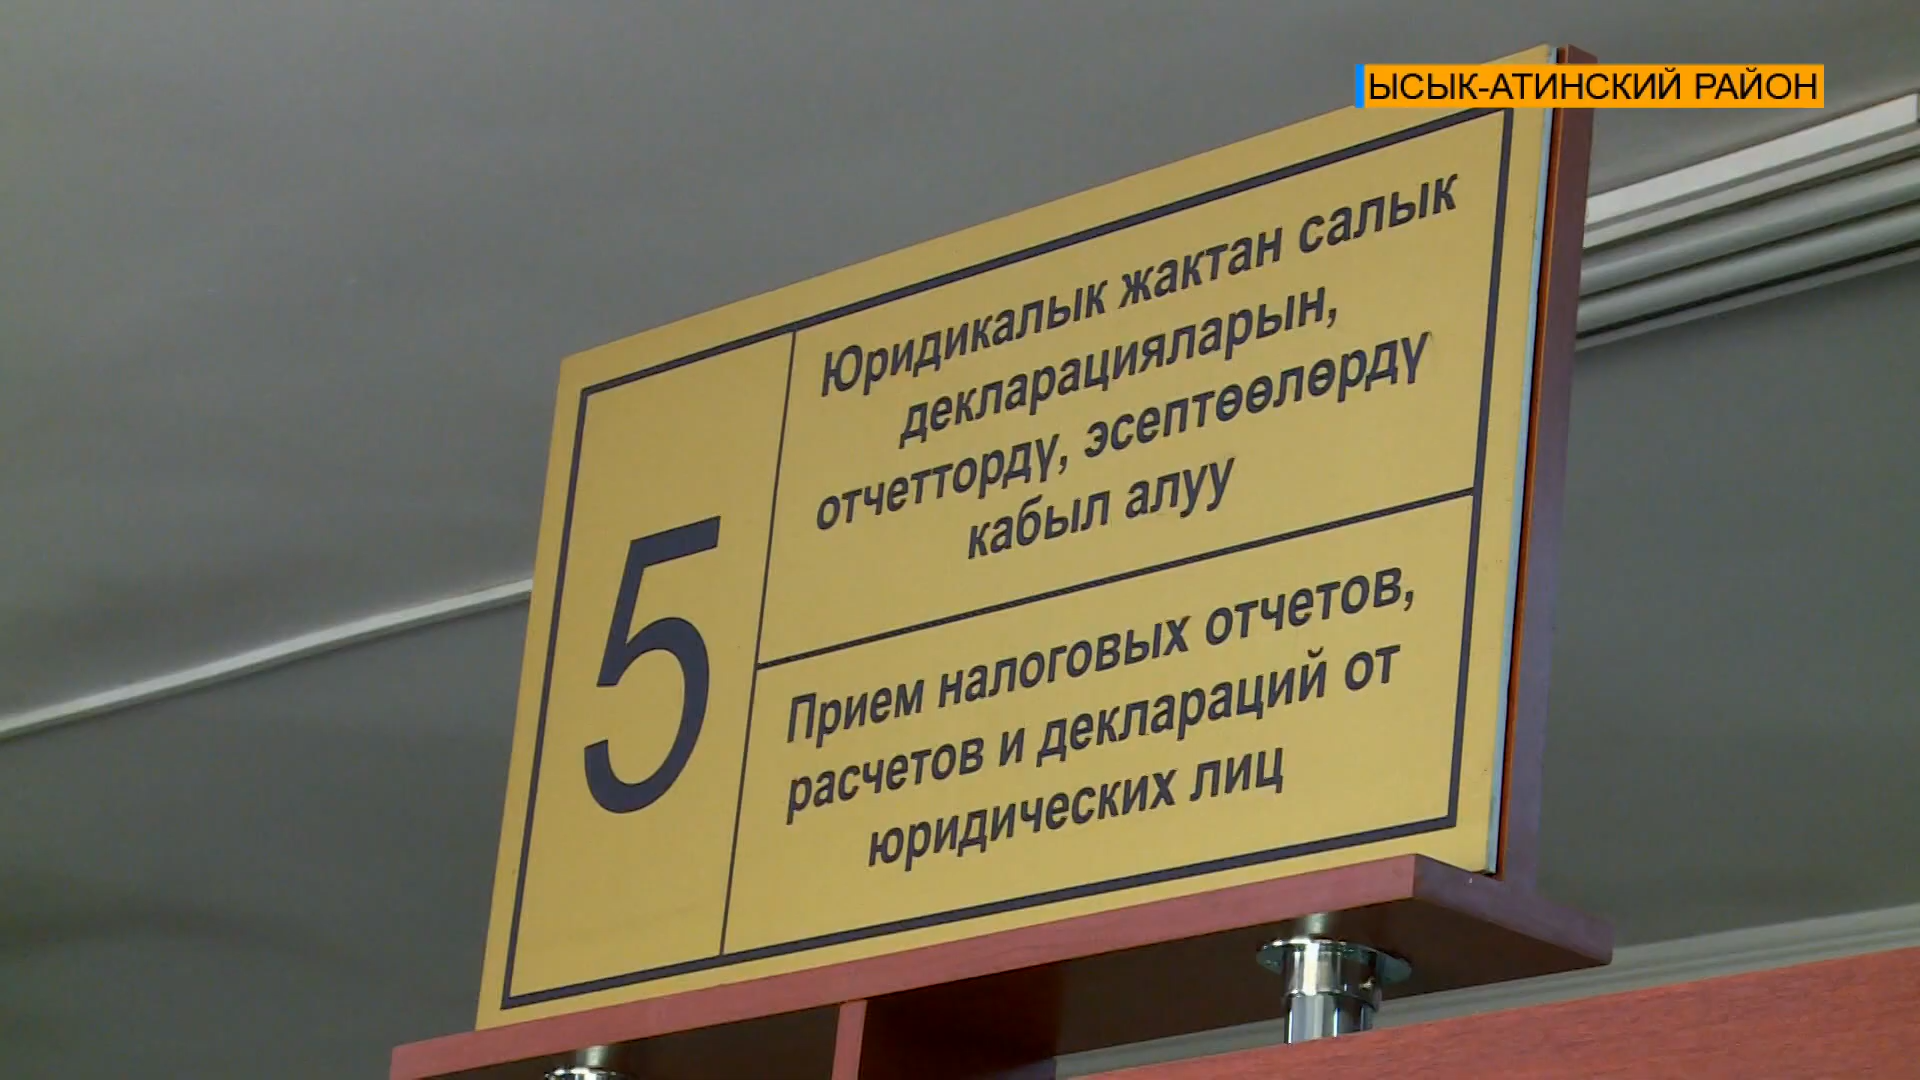 ЫСЫК-АТИНСКИЙ РАЙОН
5
Юридикалык жактан салык
декларацияларын,
отчеттордү, эсептөөлөрдү
кабыл алуу
Прием налоговых отчетов,
расчетов и деклараций от
юридических лиц